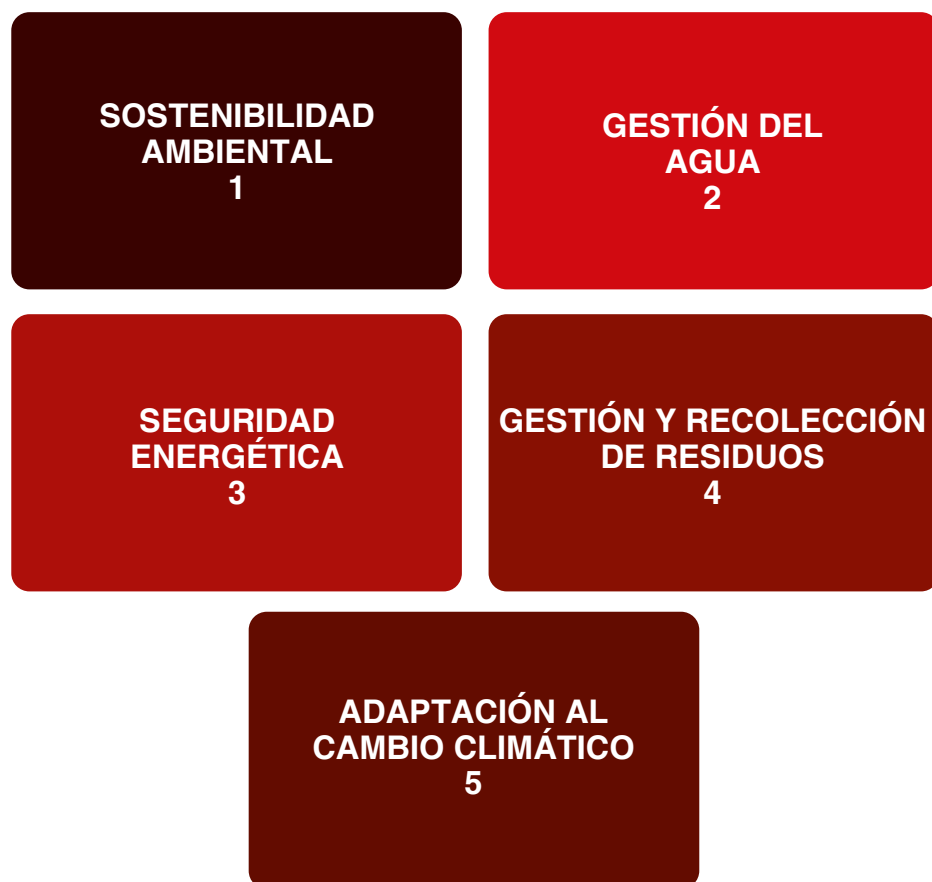 SOSTENIBILIDAD
AMBIENTAL
1
GESTIÓN DEL
AGUA
2
SEGURIDAD
ENERGÉTICA
3
GESTIÓN Y RECOLECCIÓN
DE RESIDUOS
4
ADAPTACIÓN AL
CAMBIO CLIMÁTICO
5